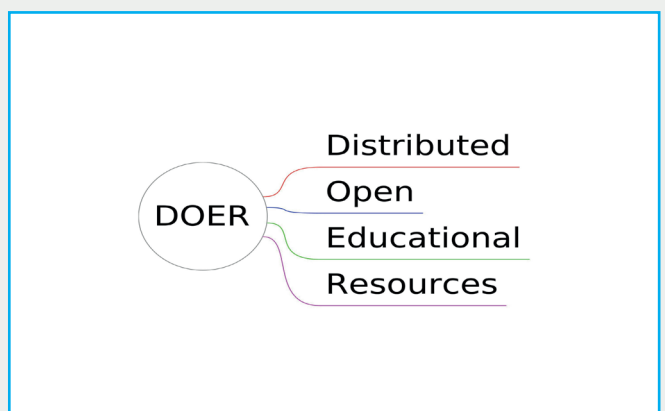 DOER
Distributed
Open
Educational
Resources